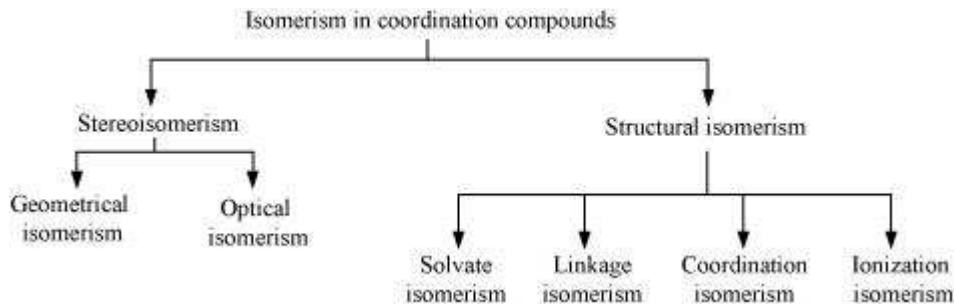 Isomerism in coordination compounds
Stereoisomerism
Structural isomerism
Geometrical
isomerism
Optical
isomerism
Solvate
isomerism
Linkage
isomerism
Coordination
isomerism
Ionization
isomerism